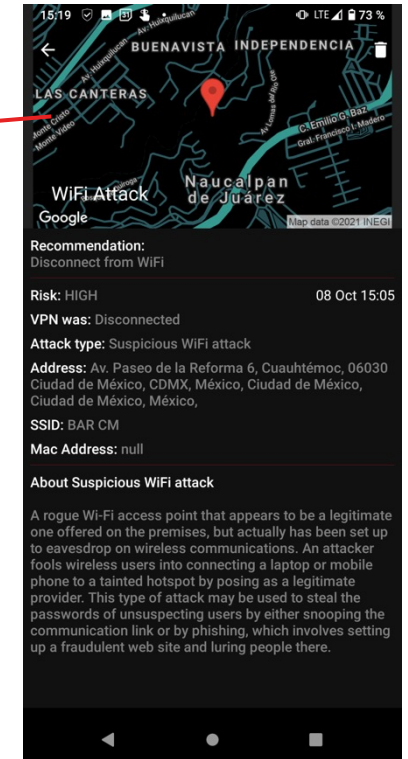 15:19 31 LTE 73 %
Av. Huixquilucan Huixquilucan
BUENAVISTA INDEPENDENCIA
LAS CANTERAS
Monte Cristo
Monte Video
Av. Lomas del Río Ote
C. Emilio G. Baz
Gral. Francisco I. Madero
WiFi Attack
Naucalpan
de Juárez
Google
Map data ©2021 INEGI
Recommendation:
Disconnect from WiFi
Risk: HIGH 08 Oct 15:05
VPN was: Disconnected
Attack type: Suspicious WiFi attack
Address: Av. Paseo de la Reforma 6, Cuauhtémoc, 06030
Ciudad de México, CDMX, México, Ciudad de México,
Ciudad de México, México,
SSID: BAR CM
Mac Address: null
About Suspicious WiFi attack
A rogue Wi-Fi access point that appears to be a legitimate
one offered on the premises, but actually has been set up
to eavesdrop on wireless communications. An attacker
fools wireless users into connecting a laptop or mobile
phone to a tainted hotspot by posing as a legitimate
provider. This type of attack may be used to steal the
passwords of unsuspecting users by either snooping the
communication link or by phishing, which involves setting
up a fraudulent web site and luring people there.